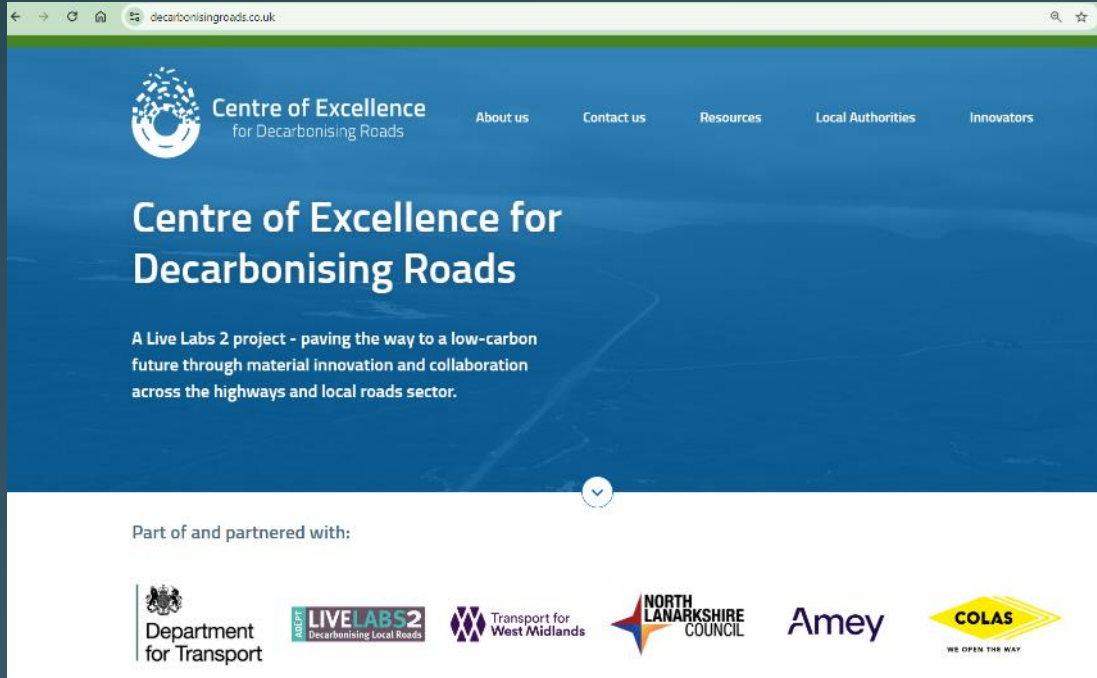 decarbonisingroads.co.uk
Centre of Excellence
for Decarbonising Roads
About us
Contact us
Resources
Local Authorities
Innovators
Centre of Excellence for
Decarbonising Roads
A Live Labs 2 project - paving the way to a low-carbon
future through material innovation and collaboration
across the highways and local roads sector.
Part of and partnered with:
Department
for Transport
ADEPT
LIVELABS2
Decarbonising Local Roads
Transport for
West Midlands
NORTH
LANARKSHIRE
COUNCIL
Amey
COLAS
WE OPEN THE WAY